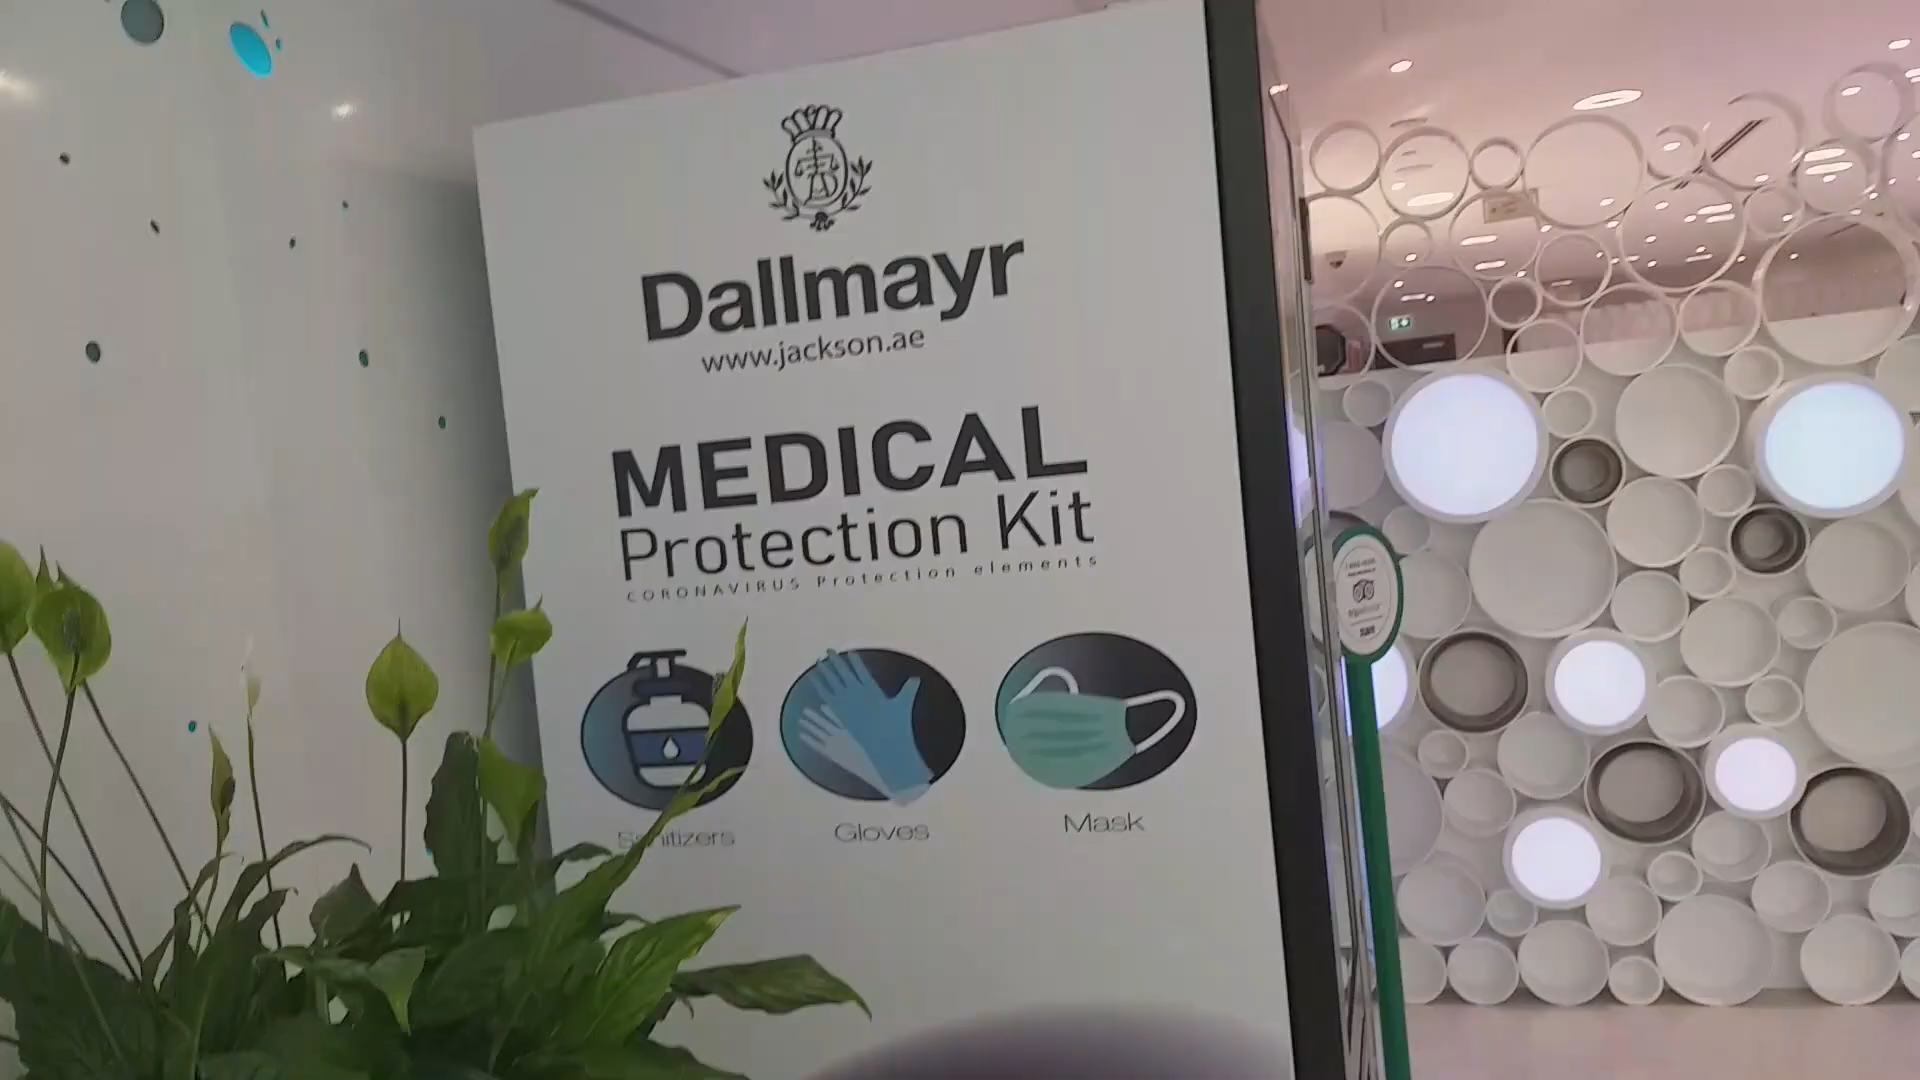 Dallmayr
www.jackson.ae
MEDICAL
Protection Kit
CORONAVIRUS Protection elements
Sanitizers
Gloves
Mask